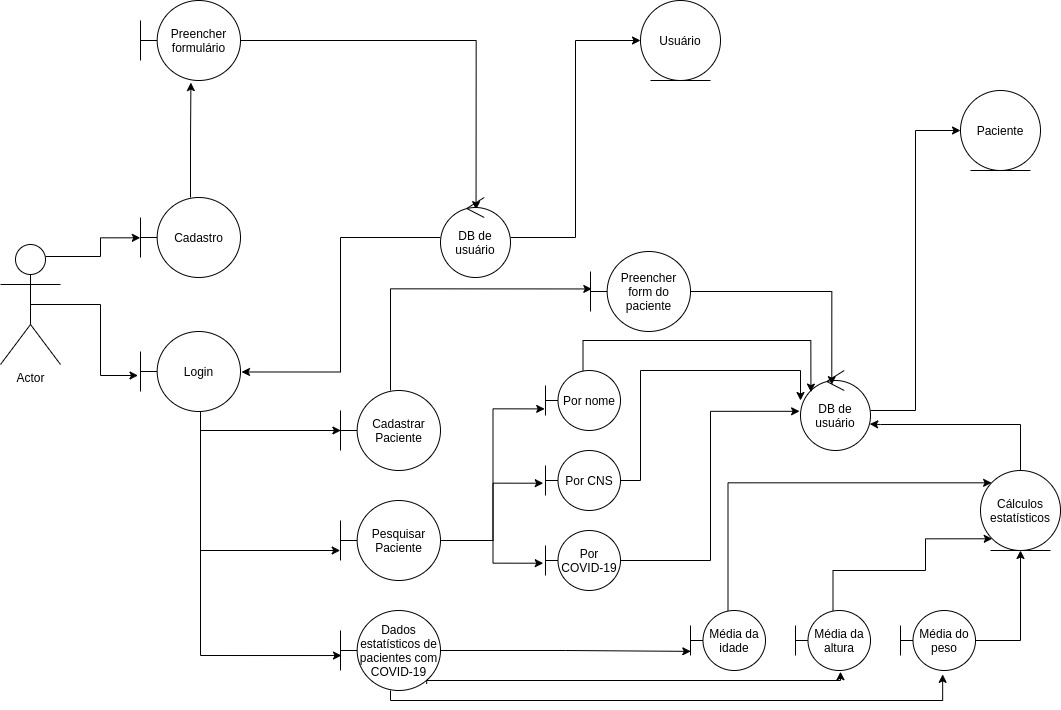 Preencher
formulário
Usuário
Paciente
Cadastro
DB de
usuário
Preencher
form do
paciente
Actor
Login
Cadastrar
Paciente
Por nome
DB de
usuário
Por CNS
Pesquisar
Paciente
Por
COVID-19
Cálculos
estatísticos
Dados
estatísticos de
pacientes com
COVID-19
Média da
idade
Média da
altura
Média do
peso